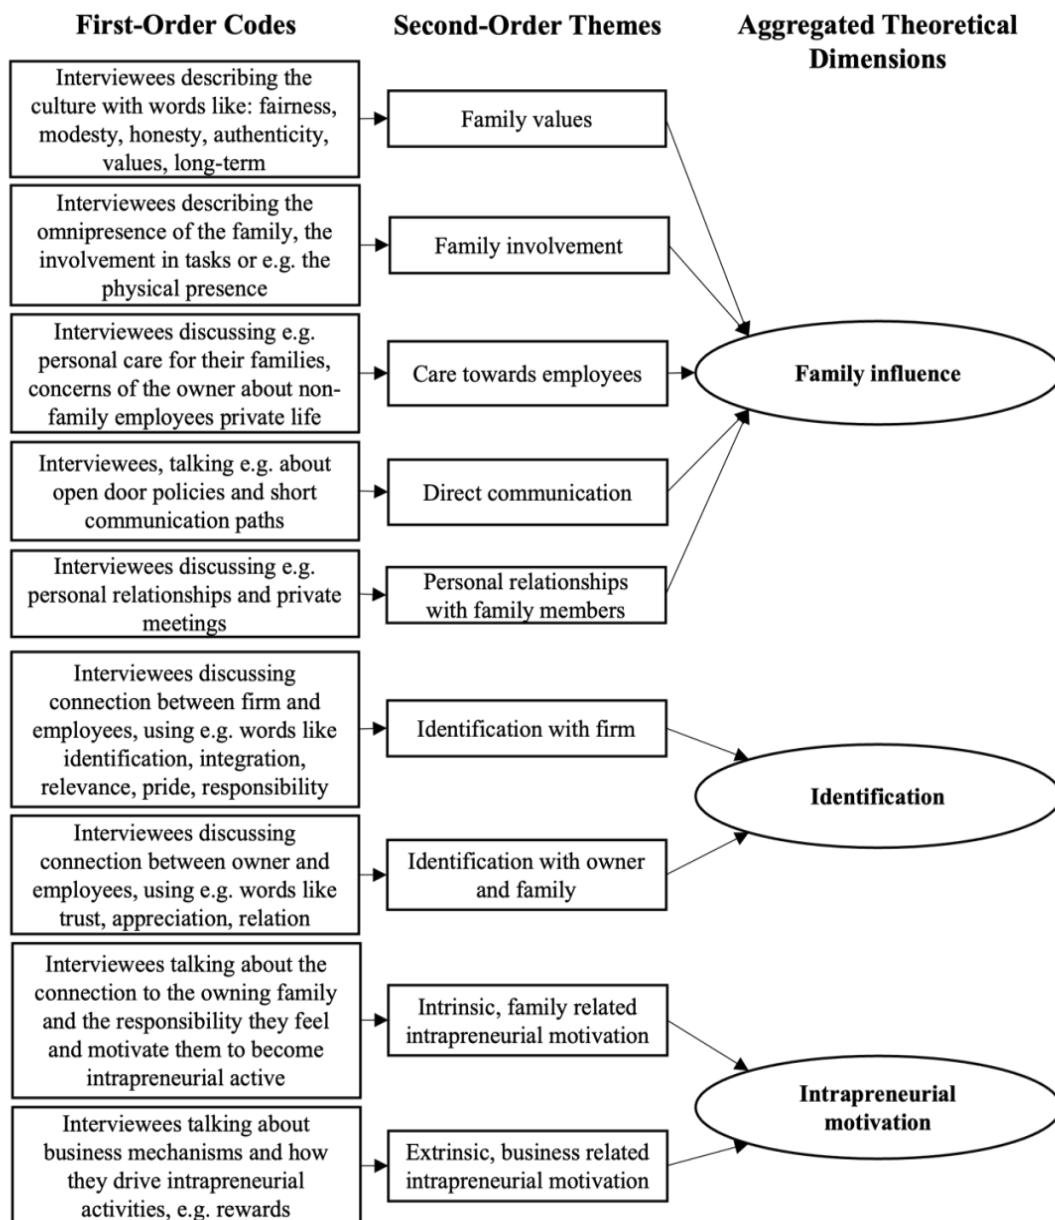 First-Order Codes
Second-Order Themes
Aggregated Theoretical
Dimensions
Interviewees describing the
culture with words like: fairness,
modesty, honesty, authenticity,
values, long-term
Family values
Interviewees describing the
omnipresence of the family, the
involvement in tasks or e.g. the
physical presence
Family involvement
Interviewees discussing e.g.
personal care for their families,
concerns of the owner about non-
family employees private life
Care towards employees
Family influence
Interviewees, talking e.g. about
open door policies and short
communication paths
Direct communication
Interviewees discussing e.g.
personal relationships and private
meetings
Personal relationships
with family members
Interviewees discussing
connection between firm and
employees, using e.g. words like
identification, integration,
relevance, pride, responsibility
Identification with firm
Identification
Interviewees discussing
connection between owner and
employees, using e.g. words like
trust, appreciation, relation
Identification with owner
and family
Interviewees talking about the
connection to the owning family
and the responsibility they feel
and motivate them to become
intrapreneurial active
Intrinsic, family related
intrapreneurial motivation
Intrapreneurial
motivation
Interviewees talking about
business mechanisms and how
they drive intrapreneurial
activities, e.g. rewards
Extrinsic, business related
intrapreneurial motivation